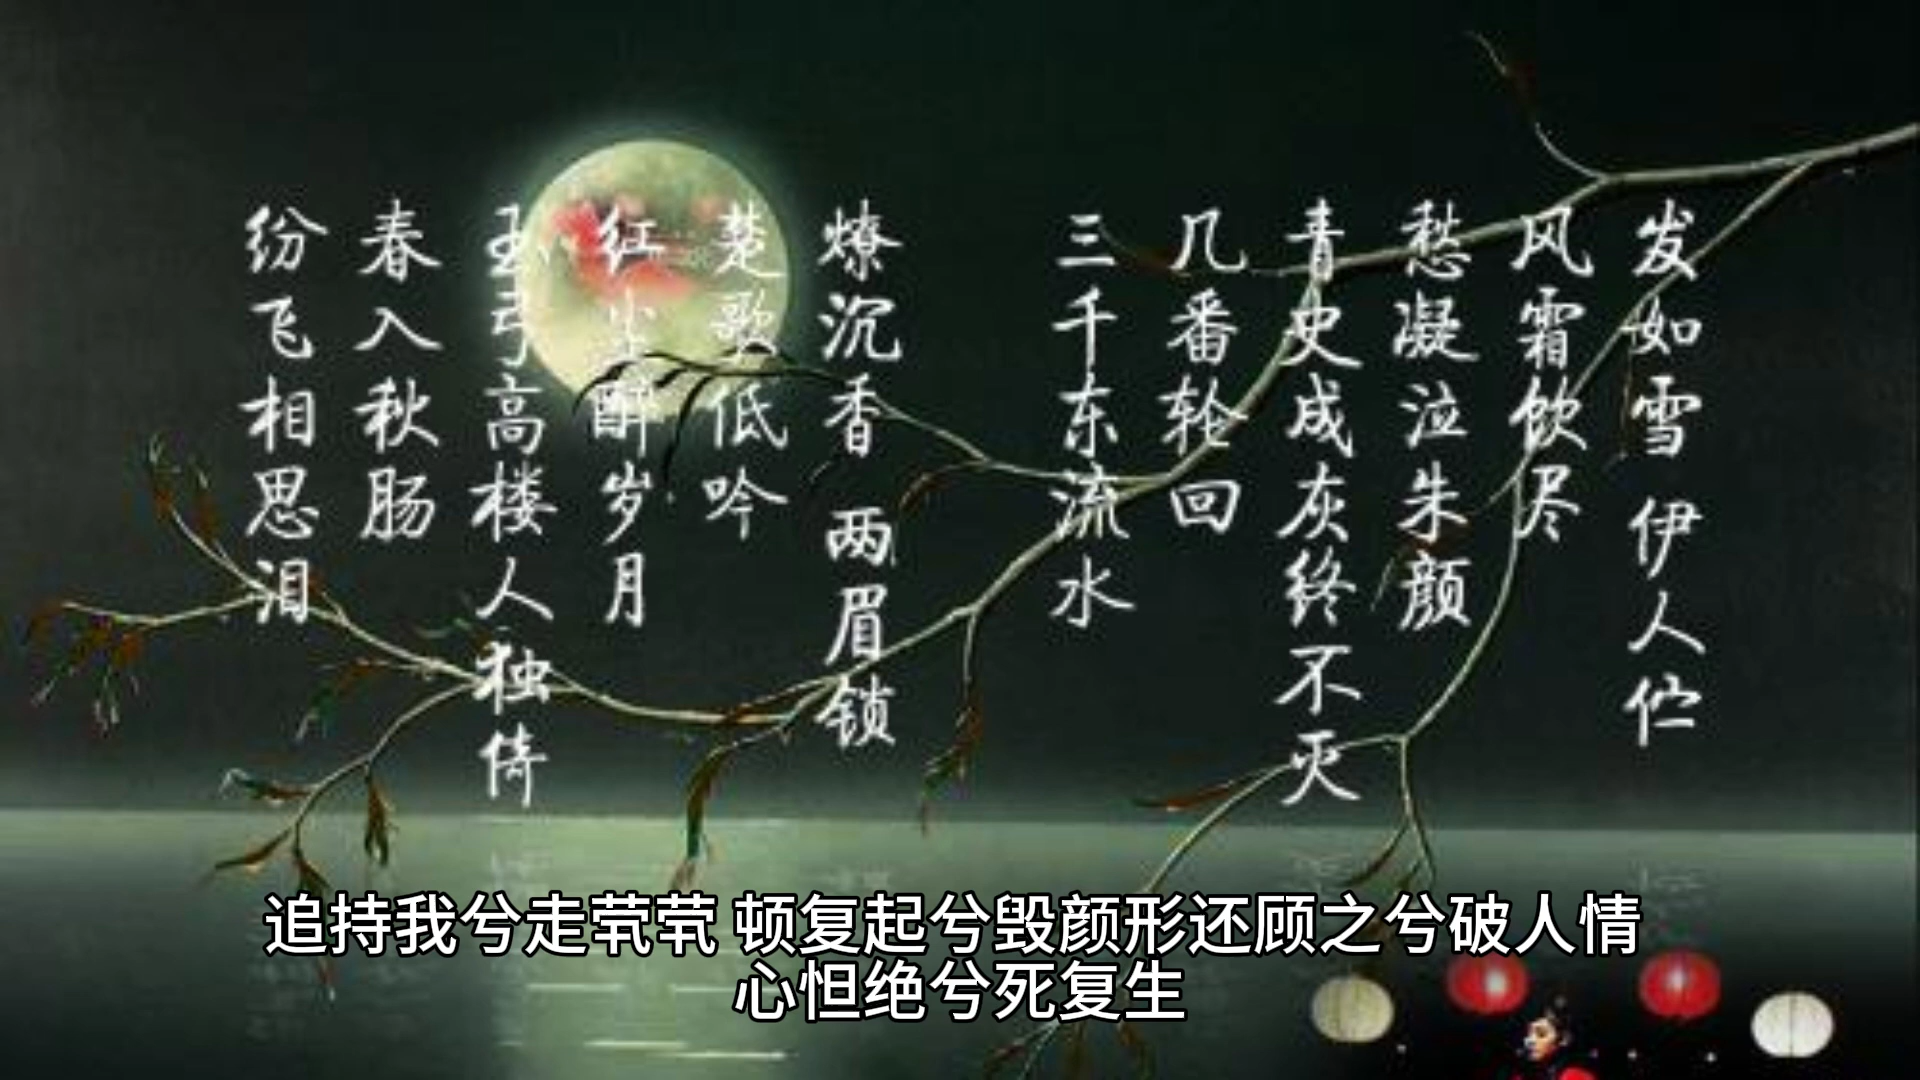 发如雪 伊人伫
风霜饮尽
愁凝泣朱颜
青史成灰终不灭
几番轮回
三千东流水
燎沉香 两眉锁
楚歌低吟
红尘醉岁月
玉弓高楼人独倚
春入秋肠
纷飞相思泪
追持我兮走茕茕 顿复起兮毁颜形还顾之兮破人情
心怛绝兮死复生